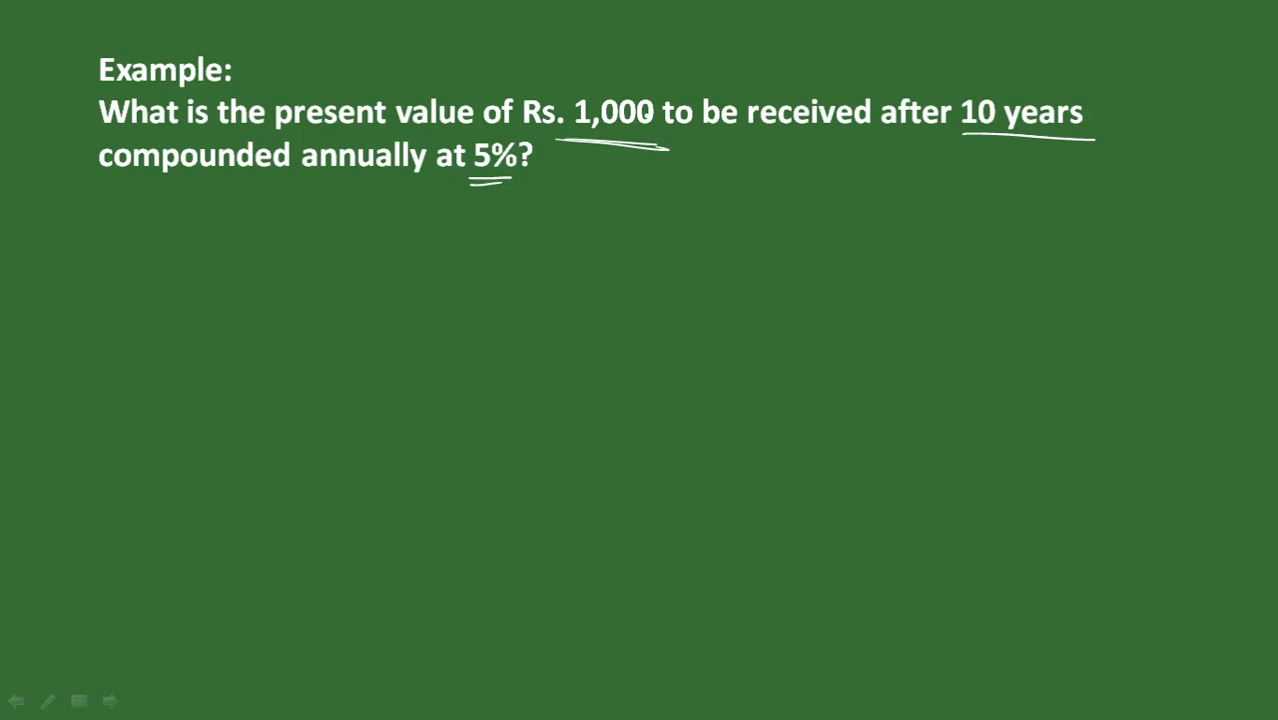 Example:
What is the present value of Rs. 1,000 to be received after 10 years
compounded annually at 5%?